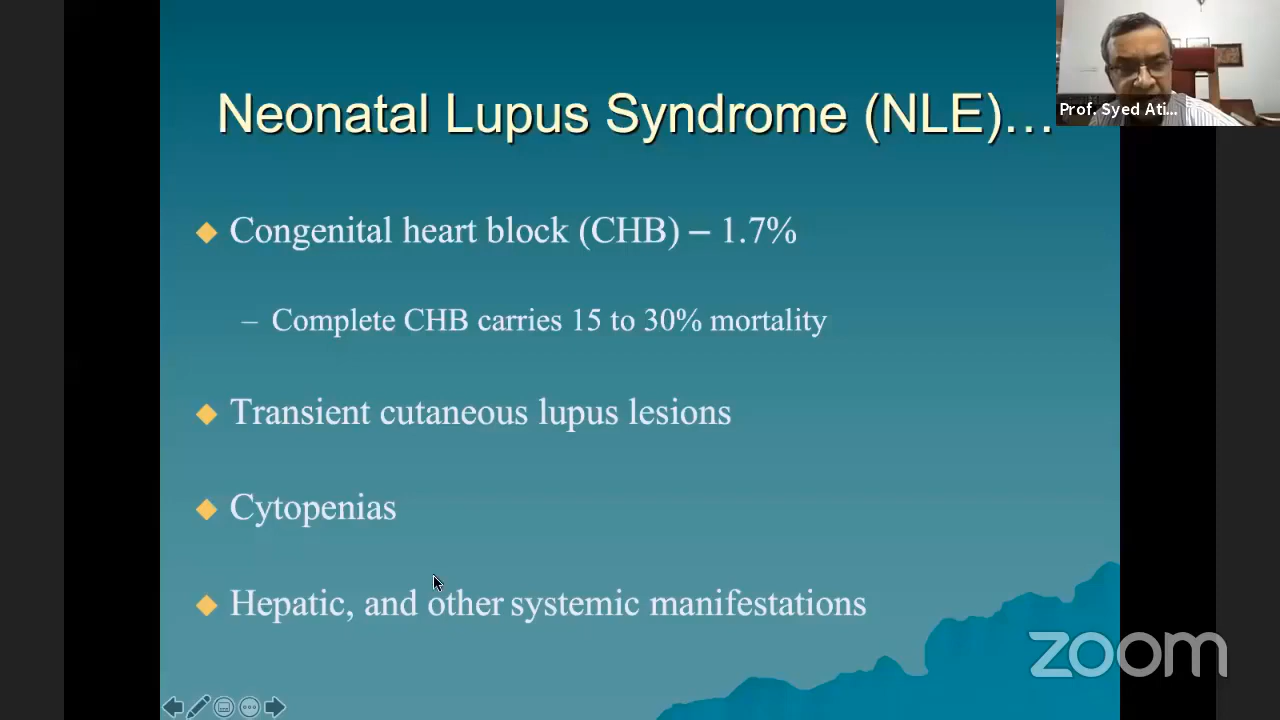 Neonatal Lupus Syndrome (NLE)…
Prof. Syed Ati...
◆ Congenital heart block (CHB) – 1.7%
– Complete CHB carries 15 to 30% mortality
◆ Transient cutaneous lupus lesions
◆ Cytopenias
◆ Hepatic, and other systemic manifestations
zoom